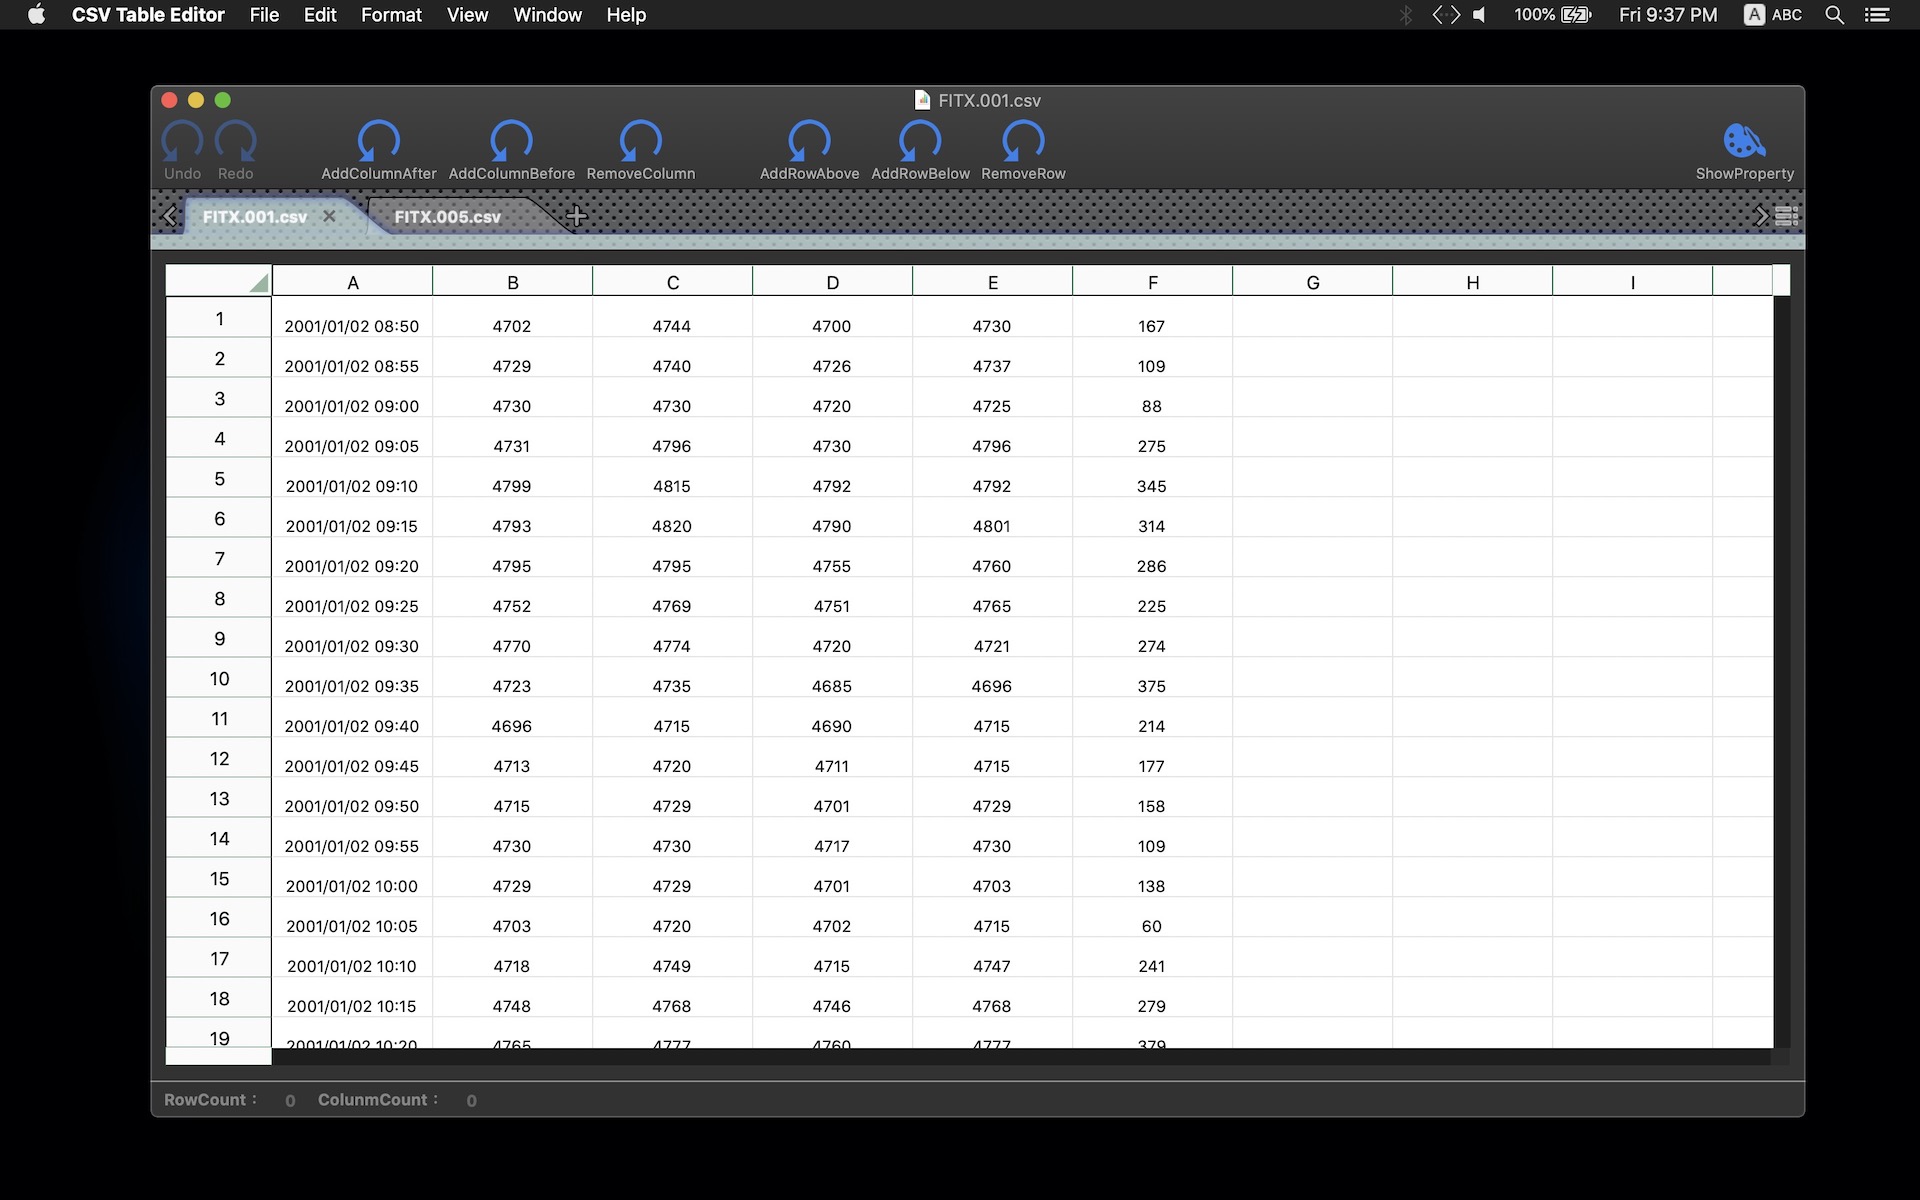 CSV Table Editor File Edit Format View Window Help 100% Fri 9:37 PM A ABC
FITX.001.csv
Undo Redo AddColumnAfter AddColumnBefore RemoveColumn AddRowAbove AddRowBelow RemoveRow ShowProperty
FITX.001.csv FITX.005.csv
A B C D E F G H I
1 2001/01/02 08:50 4702 4744 4700 4730 167
2 2001/01/02 08:55 4729 4740 4726 4737 109
3 2001/01/02 09:00 4730 4730 4720 4725 88
4 2001/01/02 09:05 4731 4796 4730 4796 275
5 2001/01/02 09:10 4799 4815 4792 4792 345
6 2001/01/02 09:15 4793 4820 4790 4801 314
7 2001/01/02 09:20 4795 4795 4755 4760 286
8 2001/01/02 09:25 4752 4769 4751 4765 225
9 2001/01/02 09:30 4770 4774 4720 4721 274
10 2001/01/02 09:35 4723 4735 4685 4696 375
11 2001/01/02 09:40 4696 4715 4690 4715 214
12 2001/01/02 09:45 4713 4720 4711 4715 177
13 2001/01/02 09:50 4715 4729 4701 4729 158
14 2001/01/02 09:55 4730 4730 4717 4730 109
15 2001/01/02 10:00 4729 4729 4701 4703 138
16 2001/01/02 10:05 4703 4720 4702 4715 60
17 2001/01/02 10:10 4718 4749 4715 4747 241
18 2001/01/02 10:15 4748 4768 4746 4768 279
19 2001/01/02 10:20 4765 4777 4760 4777 379
RowCount : 0 ColunmCount : 0